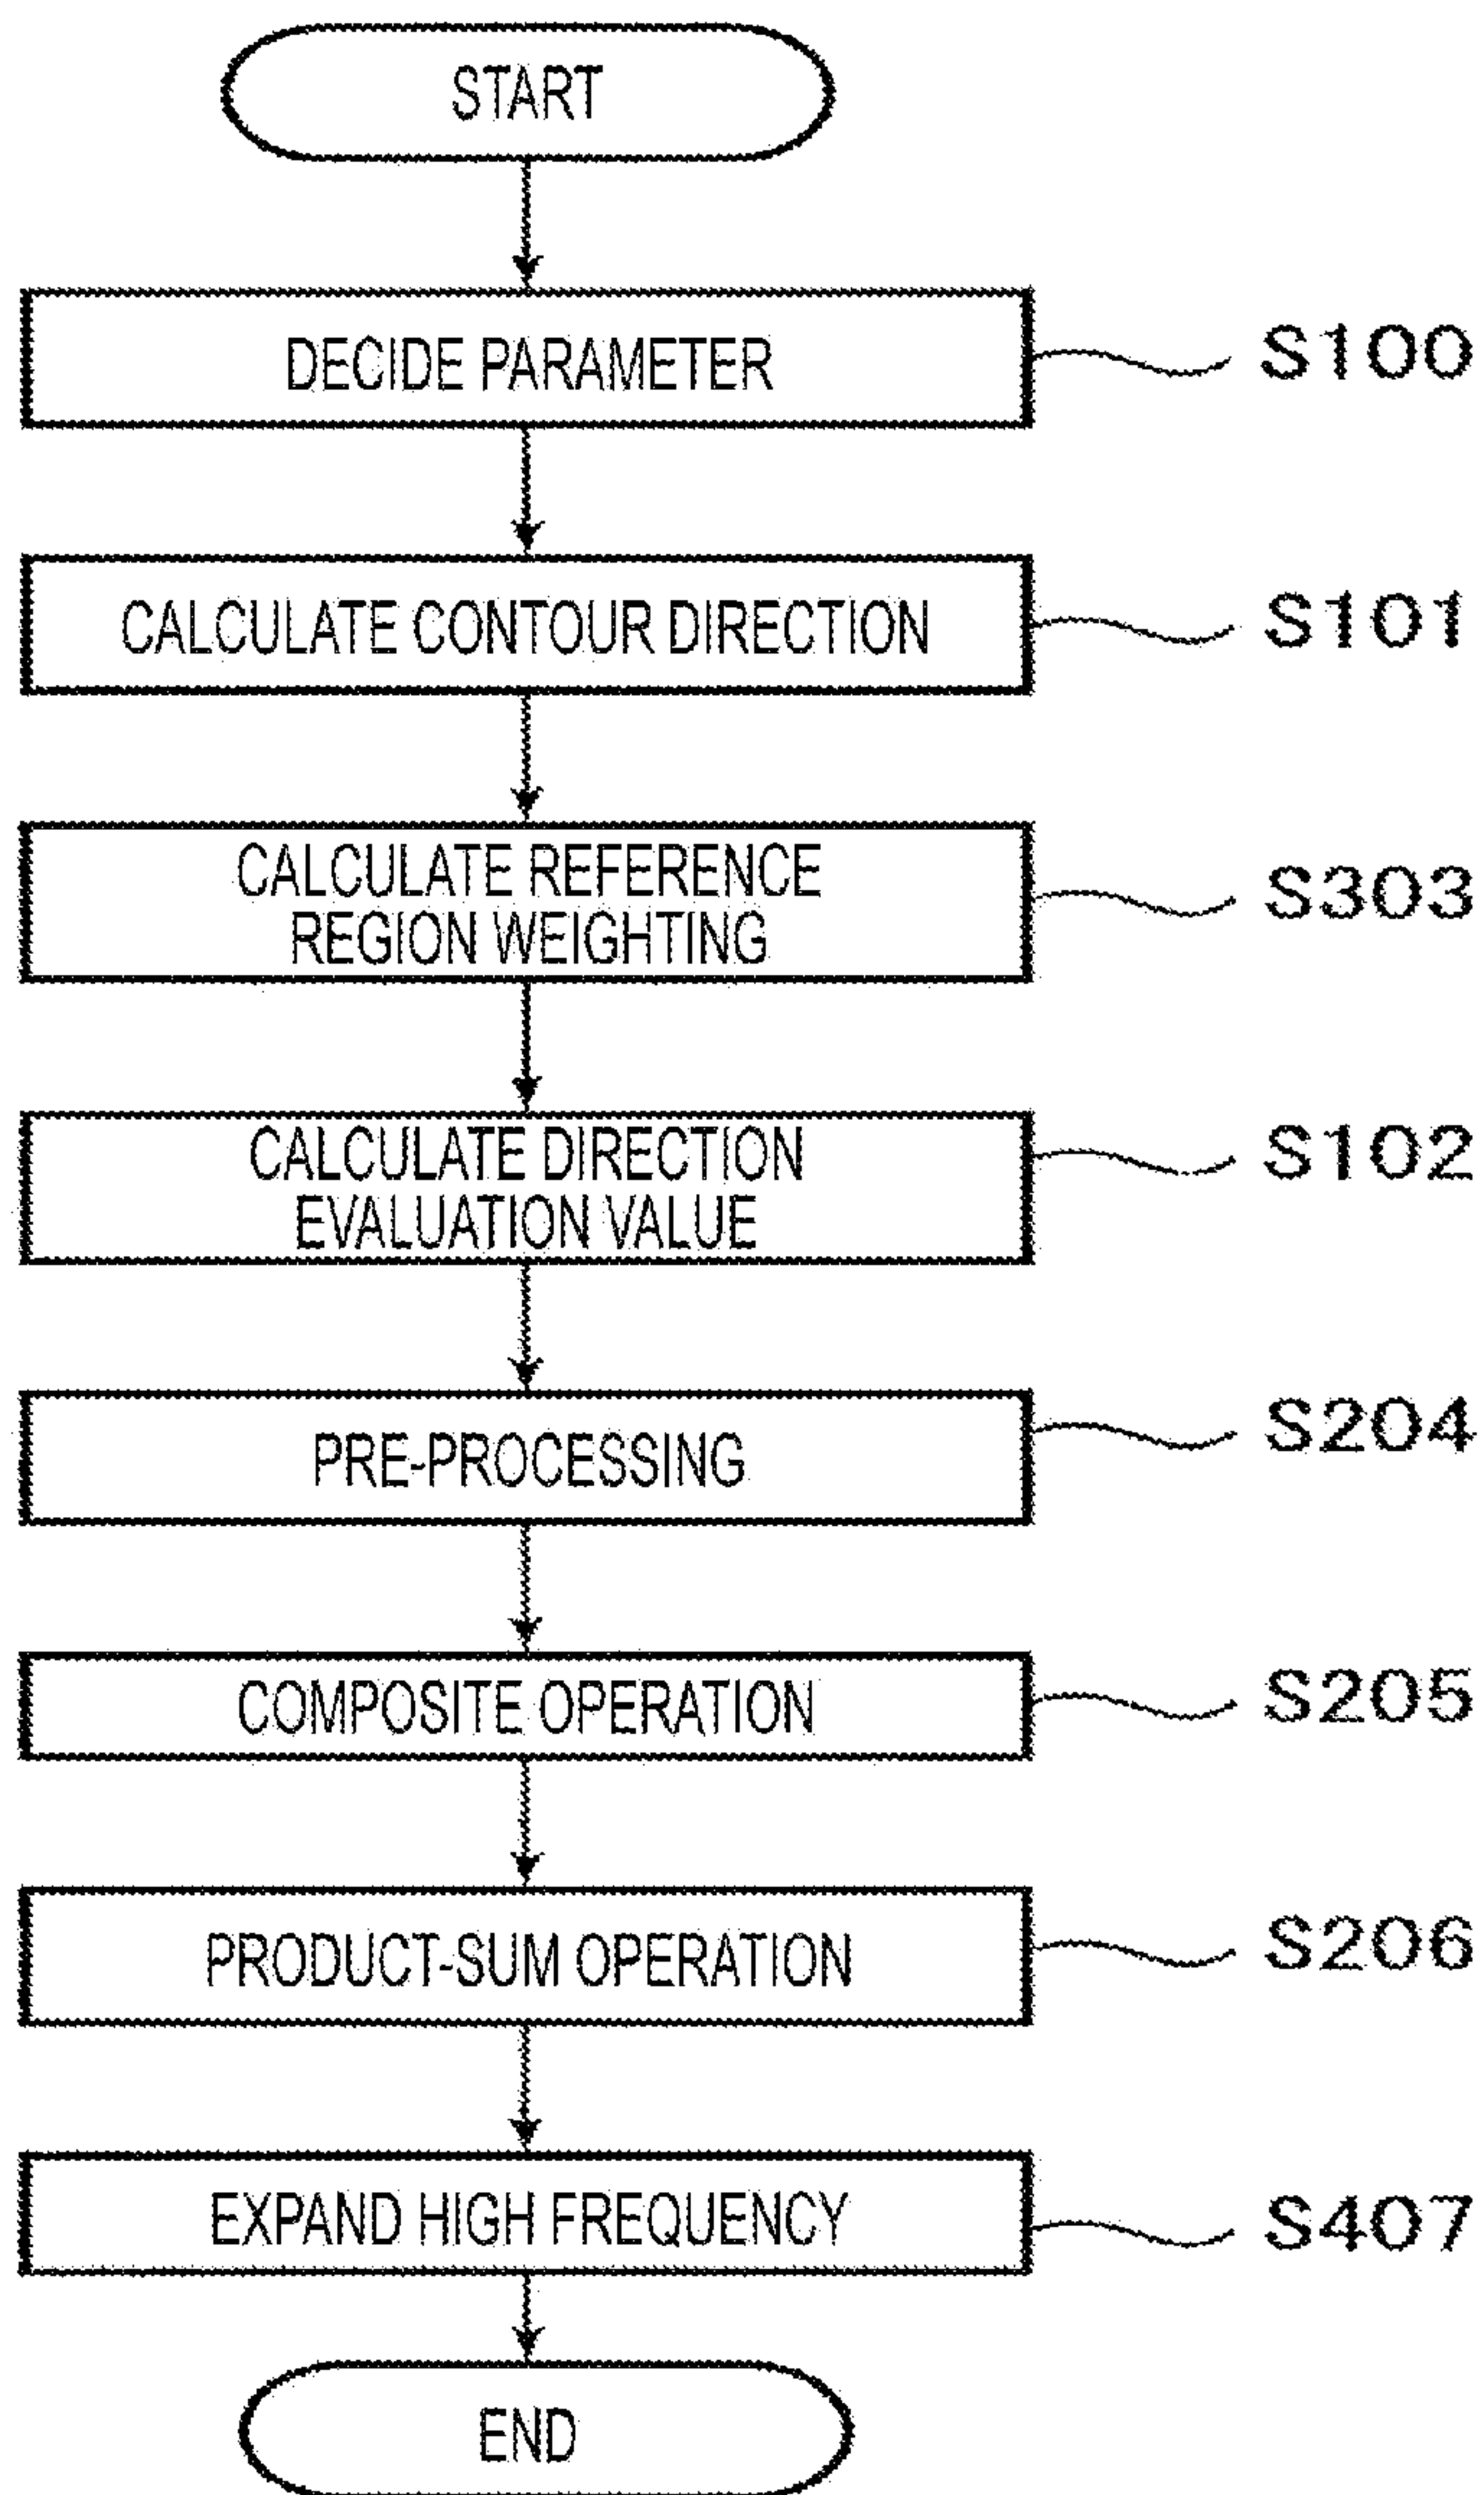 START
DECIDE PARAMETER S100
CALCULATE CONTOUR DIRECTION S101
CALCULATE REFERENCE
REGION WEIGHTING
S303
CALCULATE DIRECTION
EVALUATION VALUE
S102
PRE-PROCESSING S204
COMPOSITE OPERATION S205
PRODUCT-SUM OPERATION S206
EXPAND HIGH FREQUENCY S407
END